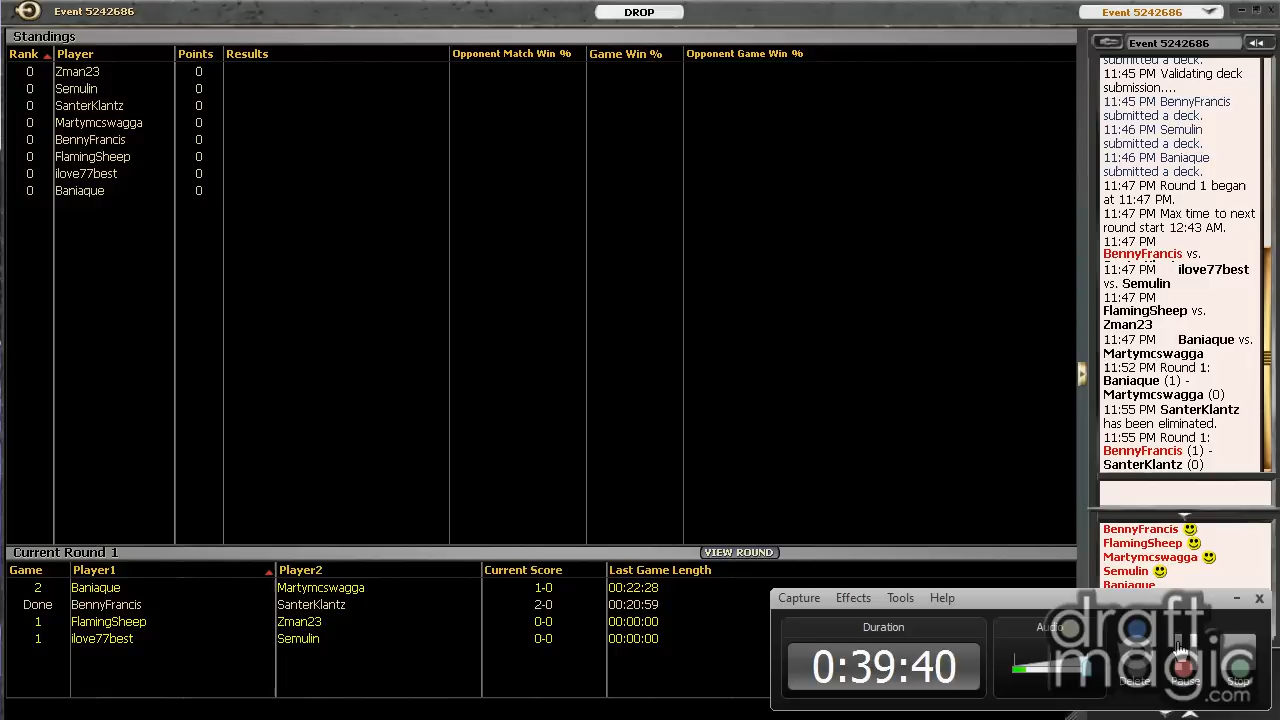 Event 5242686
DROP
Event 5242686
Standings
Rank Player Points Results Opponent Match Win % Game Win % Opponent Game Win %
0 Zman23 0
0 Semulin 0
0 SanterKlantz 0
0 Martymcswagga 0
0 BennyFrancis 0
0 FlamingSheep 0
0 ilove77best 0
0 Baniaque 0
Current Round 1
VIEW ROUND
Game Player1 Player2 Current Score Last Game Length
2 Baniaque Martymcswagga 1-0 00:22:28
Done BennyFrancis SanterKlantz 2-0 00:20:59
1 FlamingSheep Zman23 0-0 00:00:00
1 ilove77best Semulin 0-0 00:00:00
Event 5242686
submitted a deck.
11:45 PM Validating deck
submission....
11:45 PM BennyFrancis
submitted a deck.
11:46 PM Semulin
submitted a deck.
11:46 PM Baniaque
submitted a deck.
11:47 PM Round 1 began
at 11:47 PM.
11:47 PM Max time to next
round start 12:43 AM.
11:47 PM
BennyFrancis vs.
11:47 PM ilove77best
vs. Semulin
11:47 PM
FlamingSheep vs.
Zman23
11:47 PM Baniaque vs.
Martymcswagga
11:52 PM Round 1:
Baniaque (1) -
Martymcswagga (0)
11:55 PM SanterKlantz
has been eliminated.
11:55 PM Round 1:
BennyFrancis (1) -
SanterKlantz (0)
BennyFrancis
FlamingSheep
Martymcswagga
Semulin
Baniaque
Capture Effects Tools Help
Duration
Audio
0:39:40
Delete Pause Stop
draft
magic
.com